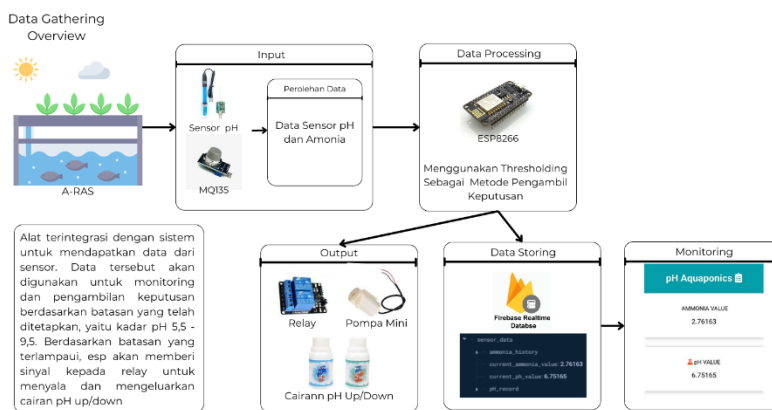 Data Gathering
Overview
A-RAS
Input
Sensor pH
MQ135
Perolehan Data
Data Sensor pH
dan Amonia
Data Processing
ESP8266
Menggunakan Thresholding
Sebagai Metode Pengambil
Keputusan
Alat terintegrasi dengan sistem
untuk mendapatkan data dari
sensor. Data tersebut akan
digunakan untuk monitoring
dan pengambilan keputusan
berdasarkan batasan yang telah
ditetapkan, yaitu kadar pH 5,5 -
9,5. Berdasarkan batasan yang
terlampaui, esp akan memberi
sinyal kepada relay untuk
menyala dan mengeluarkan
cairan pH up/down
Output
Relay
Pompa Mini
Cairann pH Up/Down
Data Storing
Firebase Realtime
Databse
sensor_data
ammonia_history
current_ammonia_value: 2.76163
current_ph_value: 6.75165
ph_record
Monitoring
pH Aquaponics
AMMONIA VALUE
2.76163
pH VALUE
6.75165